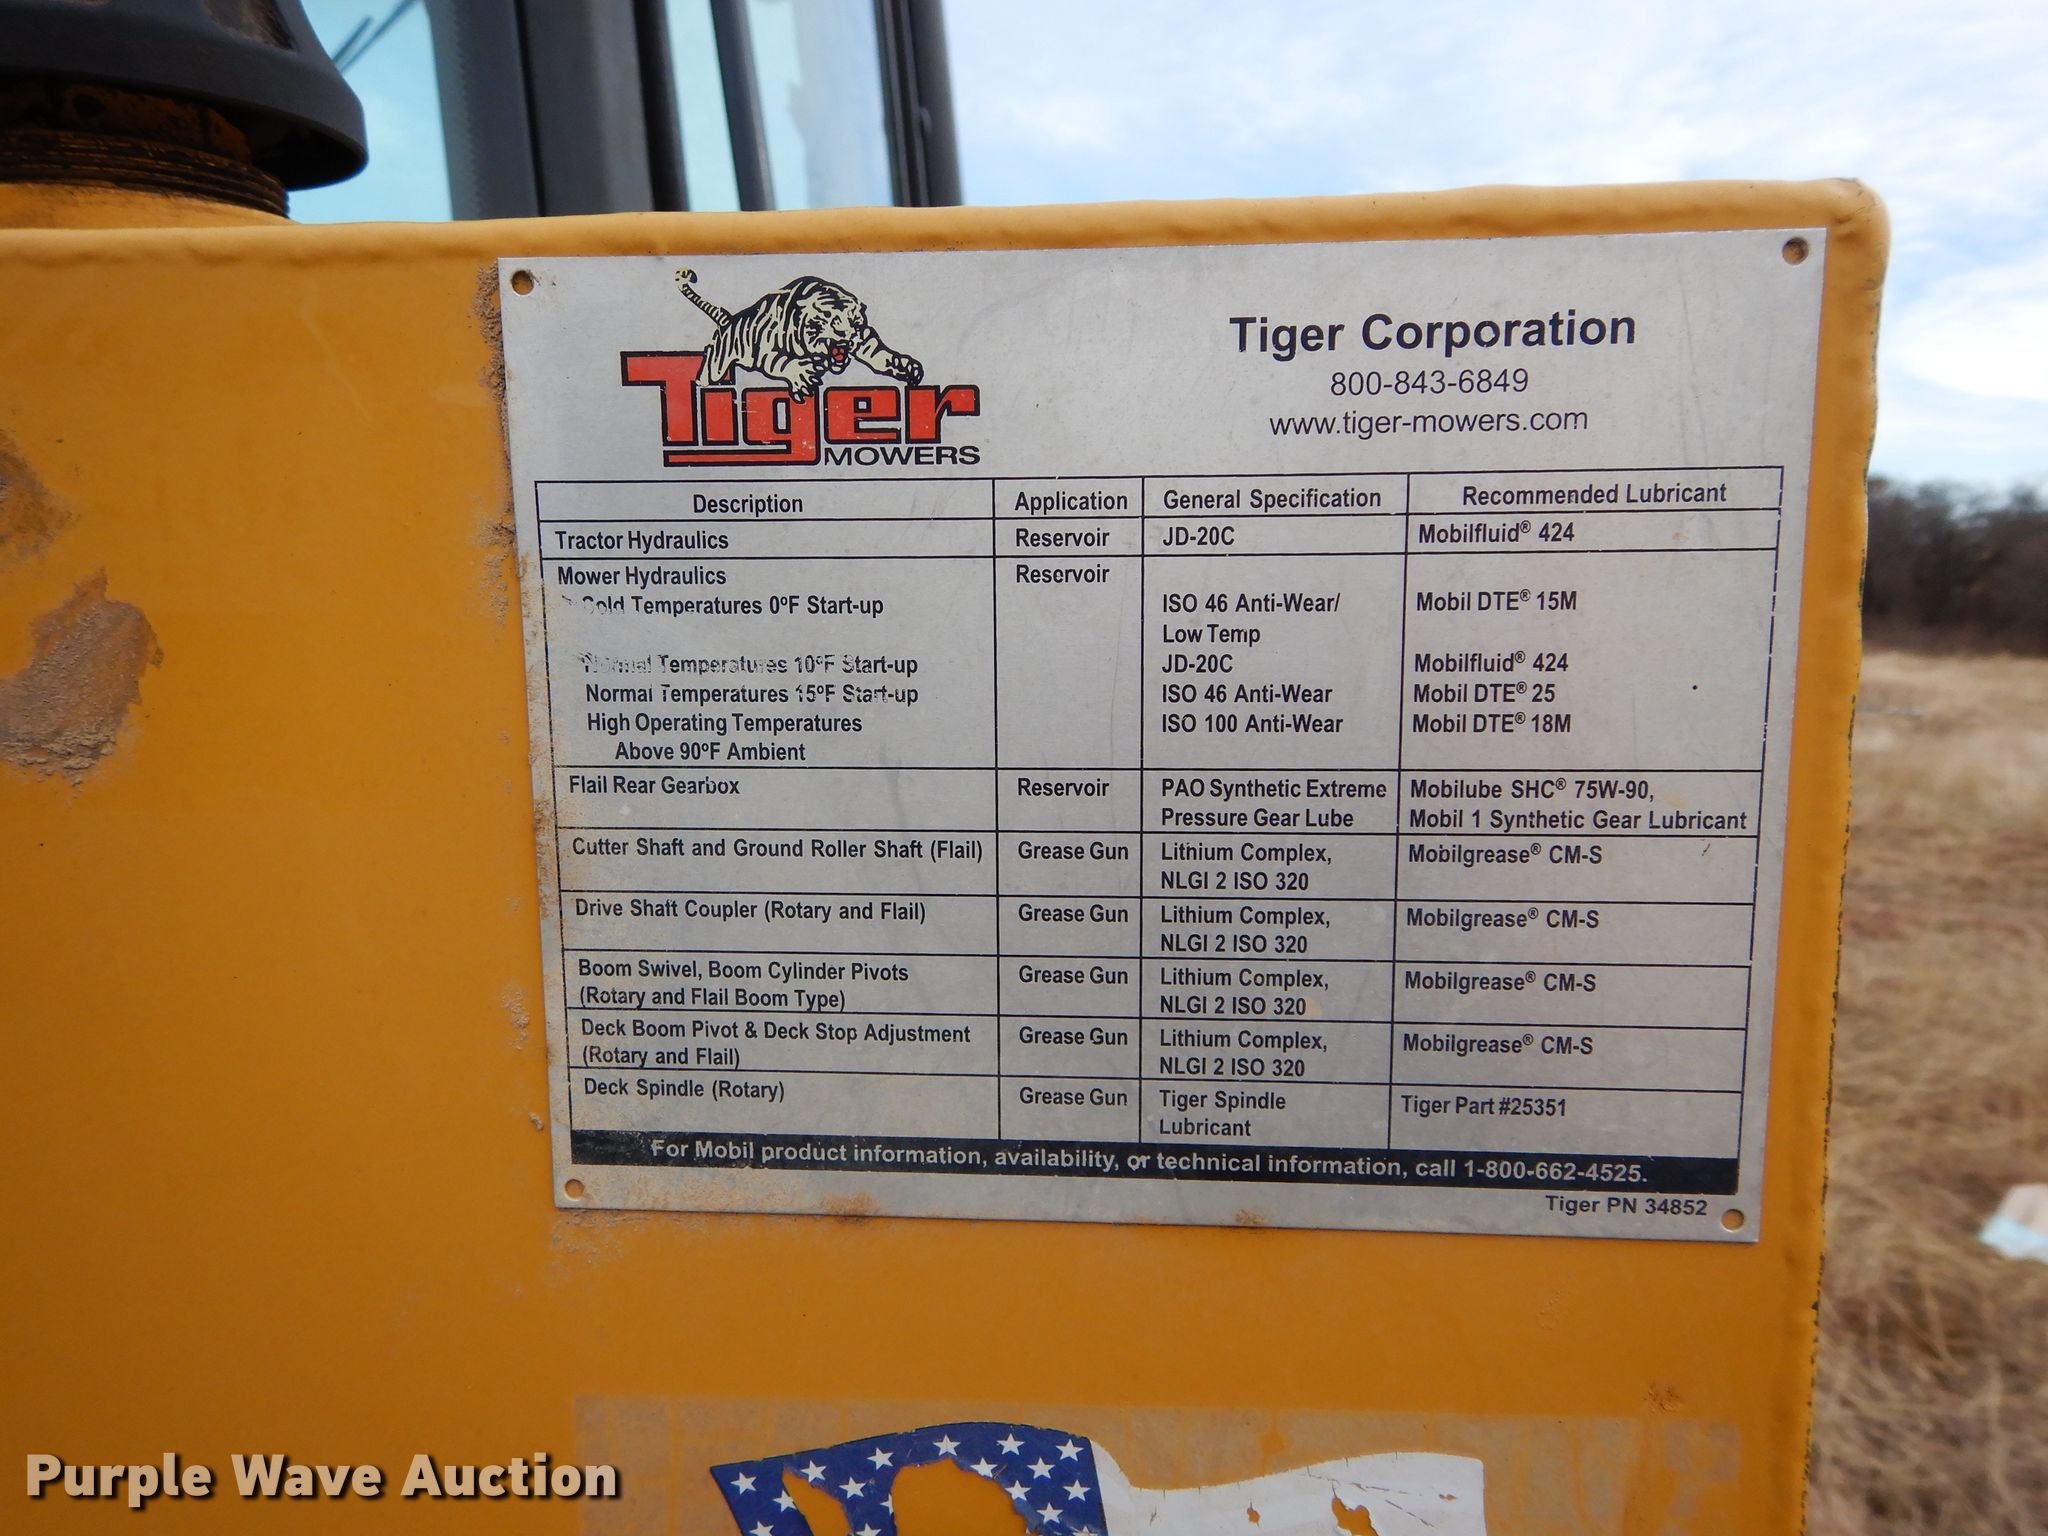 Tiger
MOWERS
Tiger Corporation
800-843-6849
www.tiger-mowers.com
Description Application General Specification Recommended Lubricant
Tractor Hydraulics Reservoir JD-20C Mobilfluid® 424
Mower Hydraulics Reservoir
Cold Temperatures 0ºF Start-up ISO 46 Anti-Wear/ Mobil DTE® 15M
Low Temp
Normal Temperatures 10ºF Start-up JD-20C Mobilfluid® 424
Normal Temperatures 15ºF Start-up ISO 46 Anti-Wear Mobil DTE® 25
High Operating Temperatures ISO 100 Anti-Wear Mobil DTE® 18M
Above 90ºF Ambient
Flail Rear Gearbox Reservoir PAO Synthetic Extreme Mobilube SHC® 75W-90,
Pressure Gear Lube Mobil 1 Synthetic Gear Lubricant
Cutter Shaft and Ground Roller Shaft (Flail) Grease Gun Lithium Complex, Mobilgrease® CM-S
NLGI 2 ISO 320
Drive Shaft Coupler (Rotary and Flail) Grease Gun Lithium Complex, Mobilgrease® CM-S
NLGI 2 ISO 320
Boom Swivel, Boom Cylinder Pivots Grease Gun Lithium Complex, Mobilgrease® CM-S
(Rotary and Flail Boom Type) NLGI 2 ISO 320
Deck Boom Pivot & Deck Stop Adjustment Grease Gun Lithium Complex, Mobilgrease® CM-S
(Rotary and Flail) NLGI 2 ISO 320
Deck Spindle (Rotary) Grease Gun Tiger Spindle Tiger Part #25351
Lubricant
For Mobil product information, availability, or technical information, call 1-800-662-4525.
Tiger PN 34852
Purple Wave Auction